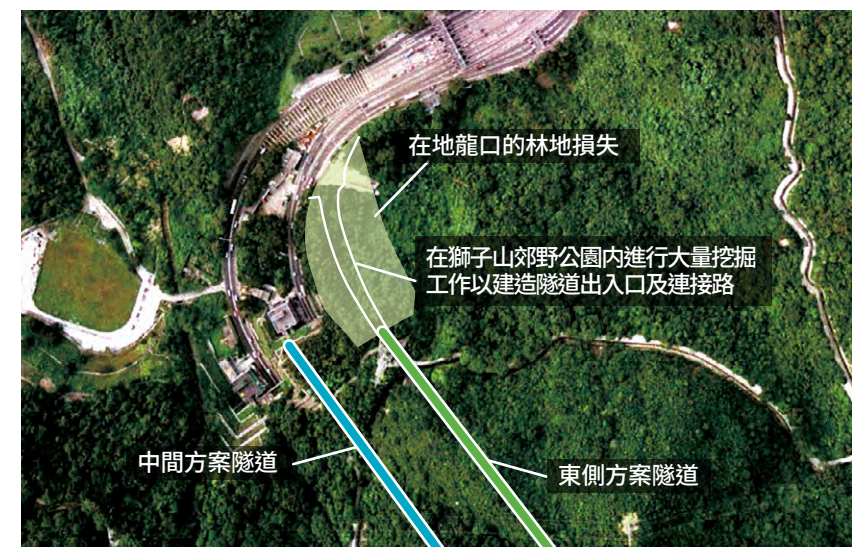 在地龍口的林地損失
在獅子山郊野公園內進行大量挖掘
工作以建造隧道出入口及連接路
中間方案隧道
東側方案隧道